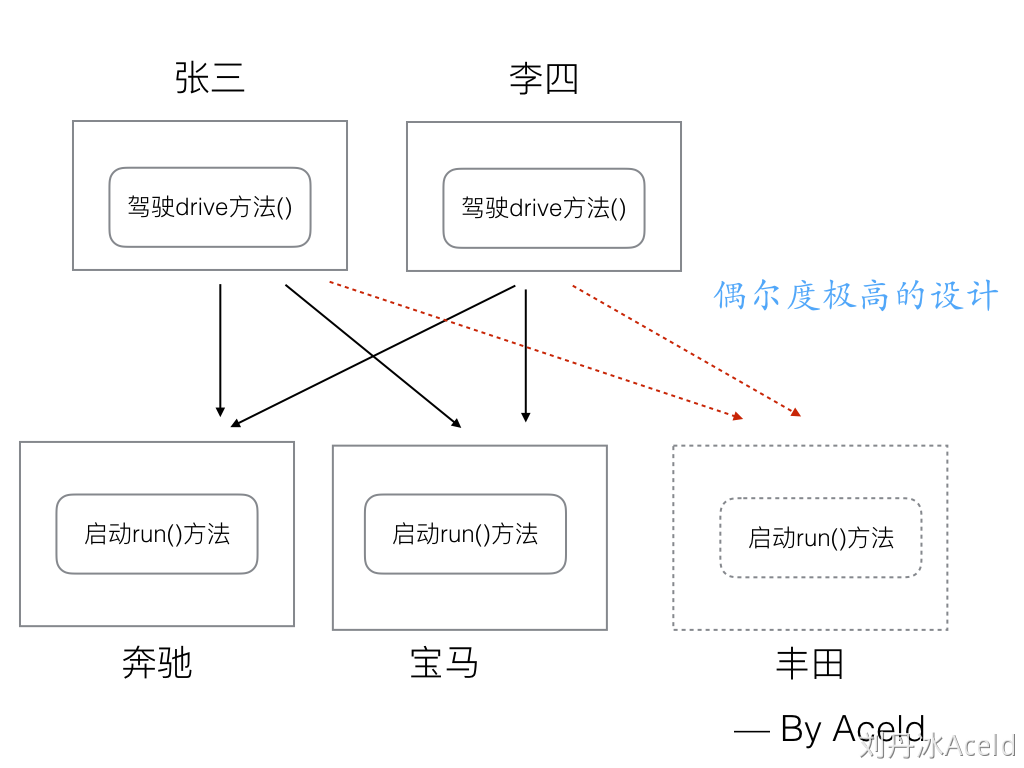 张三
李四
驾驶drive方法()
驾驶drive方法()
偶尔度极高的设计
启动run()方法
启动run()方法
启动run()方法
奔驰
宝马
丰田
— By Aceld
刘丹冰Aceld